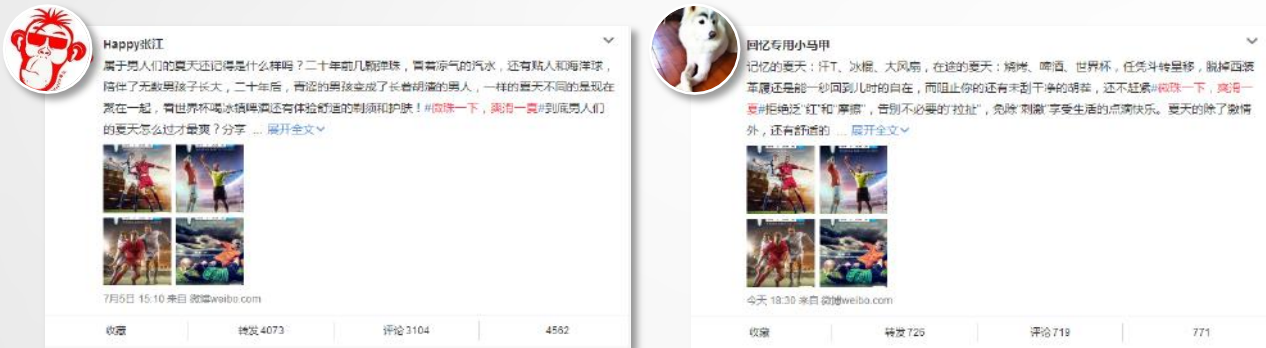 Happy张江
属于男人们的夏天还记得是什么样吗？二十年前几颗弹珠，冒着凉气的汽水，还有贴人和海洋球，
陪伴了无数男孩子长大，二十年后，青涩的男孩变成了长着胡渣的男人，一样的夏天不同的是现在
聚在一起，看世界杯喝冰镇啤酒还有体验舒适的剃须和护肤！#微珠一下，爽滑一夏#到底男人们
的夏天怎么过才最爽？分享 ... 展开全文
7月5日 15:10 来自 微博weibo.com
收藏 转发4073 评论3104 4562
回忆专用小马甲
记忆的夏天：汗T、冰棍、大风扇，在途的夏天：烧烤、啤酒、世界杯，任凭斗转星移，脱掉西装
革履还是能一秒回到儿时的自在，而阻止你的还有未刮干净的胡茬，还不赶紧#微珠一下，爽滑一
夏#拒绝泛"红"和"摩擦"，告别不必要的"拉扯"，免除"刺激"享受生活的点滴快乐。夏天的除了激情
外，还有舒适的 ... 展开全文
今天 18:30 来自 微博weibo.com
收藏 转发726 评论719 771